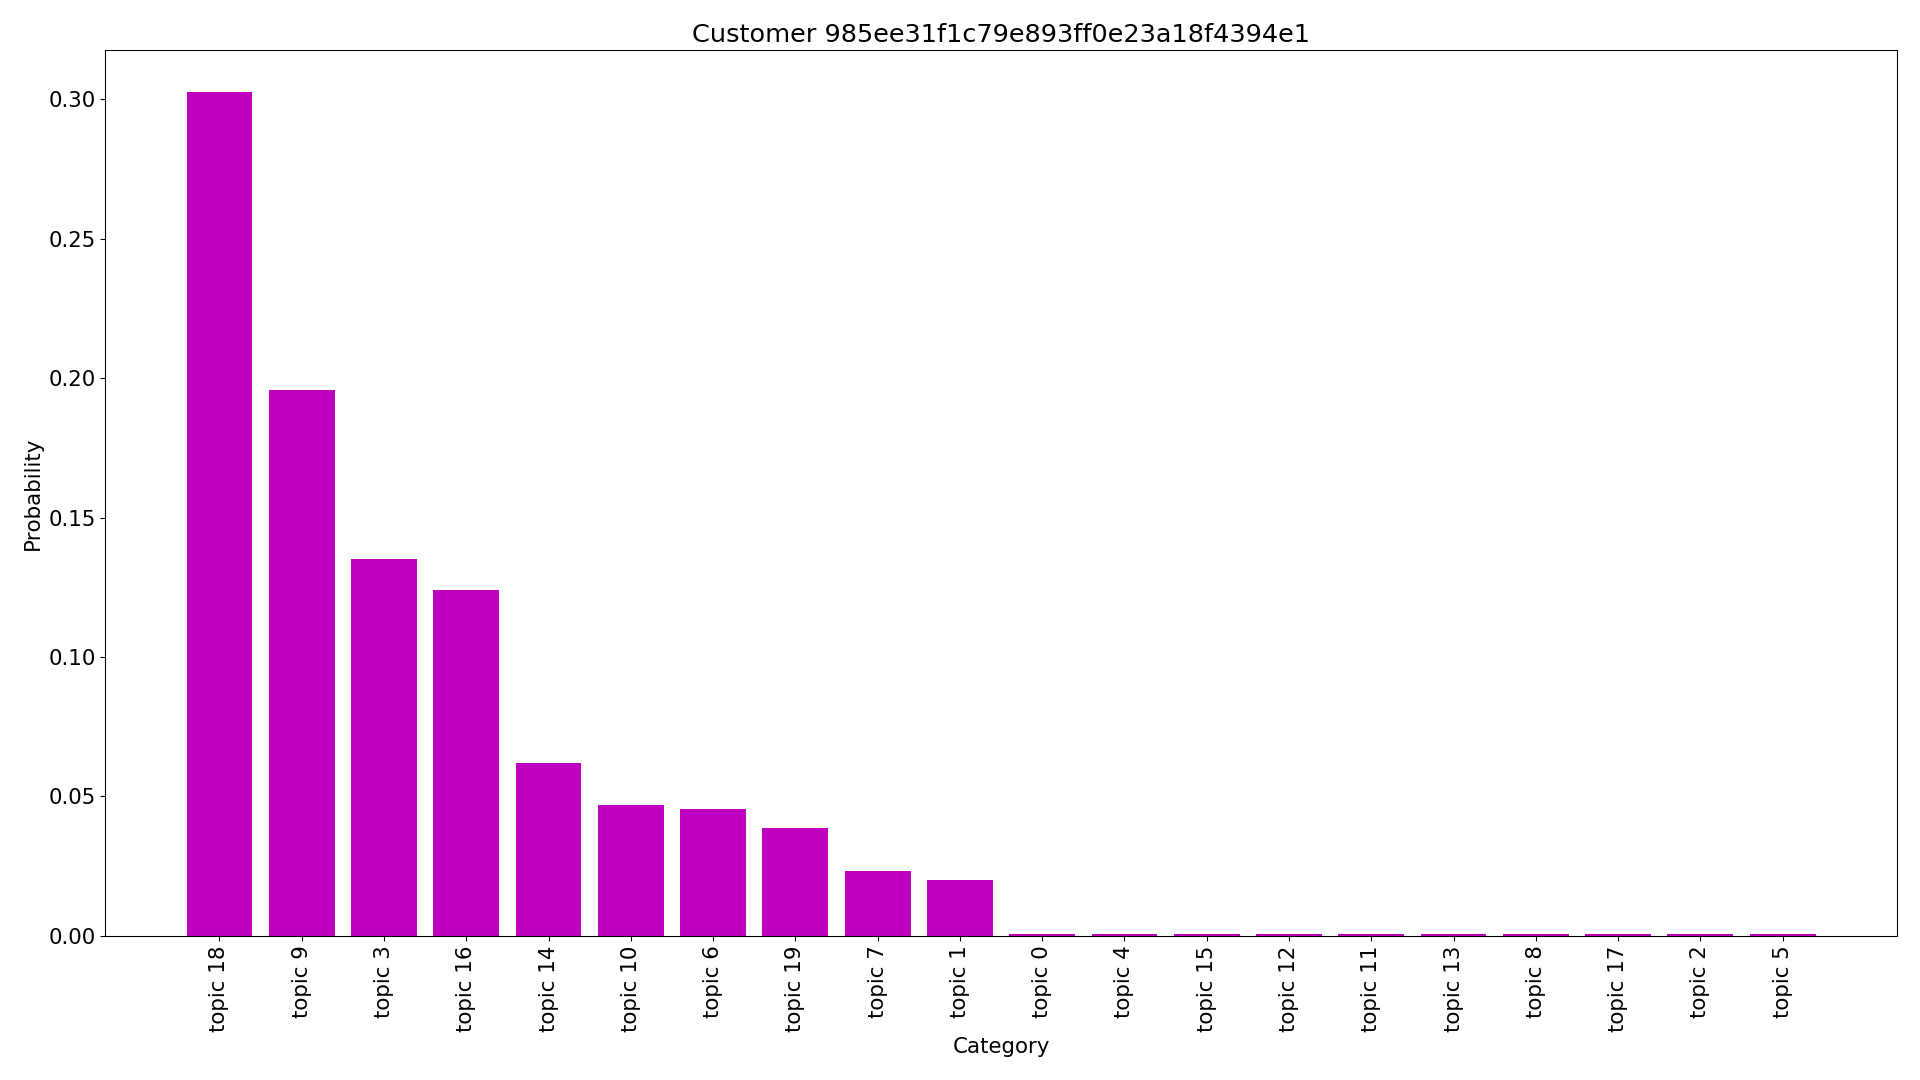 Customer 985ee31f1c79e893ff0e23a18f4394e1
0.30
0.25
0.20
0.15
0.10
0.05
0.00
Probability
topic 18
topic 9
topic 3
topic 16
topic 14
topic 10
topic 6
topic 19
topic 7
topic 1
topic 0
topic 4
topic 15
topic 12
topic 11
topic 13
topic 8
topic 17
topic 2
topic 5
Category